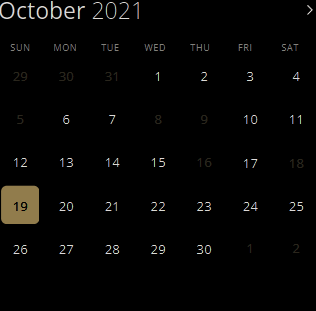 October 2021
SUN MON TUE WED THU FRI SAT
29 30 31 1 2 3 4
5 6 7 8 9 10 11
12 13 14 15 16 17 18
19 20 21 22 23 24 25
26 27 28 29 30 1 2